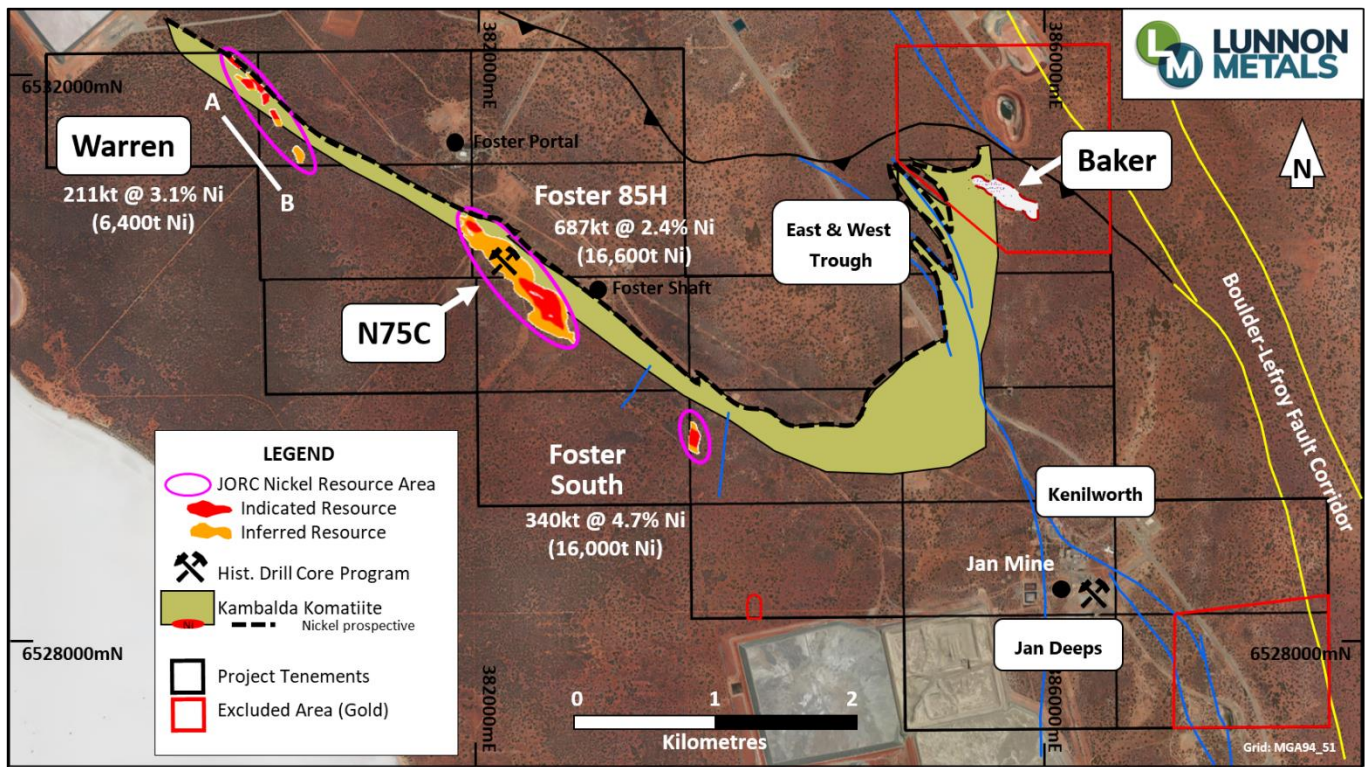 382000mE
386000mE
LM
LUNNON
METALS
6532000mN
A
Foster Portal
Baker
N
Warren
B
211kt @ 3.1% Ni
(6,400t Ni)
Foster 85H
687kt @ 2.4% Ni
(16,600t Ni)
East & West
Trough
Foster Shaft
N75C
Boulder-Lefroy Fault Corridor
Foster
South
340kt @ 4.7% Ni
(16,000t Ni)
Kenilworth
Jan Mine
Jan Deeps
LEGEND
JORC Nickel Resource Area
Indicated Resource
Inferred Resource
Hist. Drill Core Program
Kambalda Komatiite
Ni
Nickel prospective
Project Tenements
Excluded Area (Gold)
6528000mN
6528000mN
382000mE
386000mE
0 1 2
Kilometres
Grid: MGA94_51